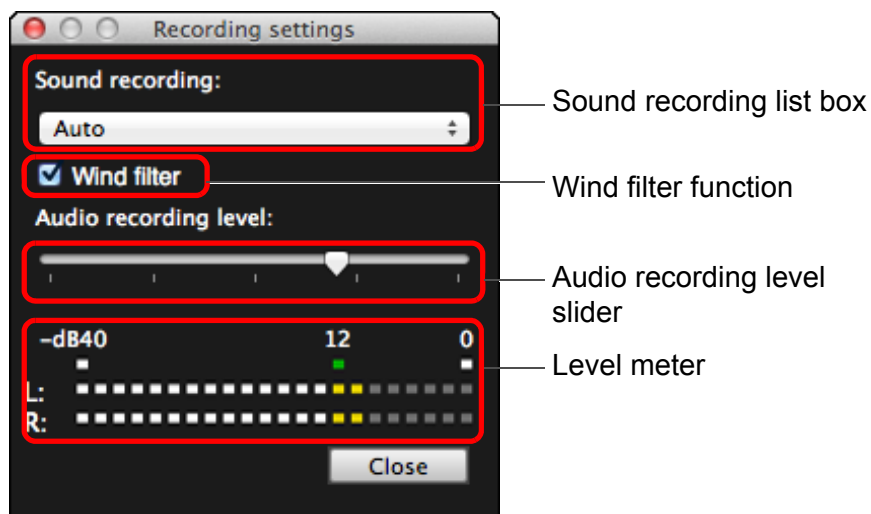 Recording settings
Sound recording:
Auto
Wind filter
Audio recording level:
-dB40 12 0
L:
R:
Close
Sound recording list box
Wind filter function
Audio recording level
slider
Level meter